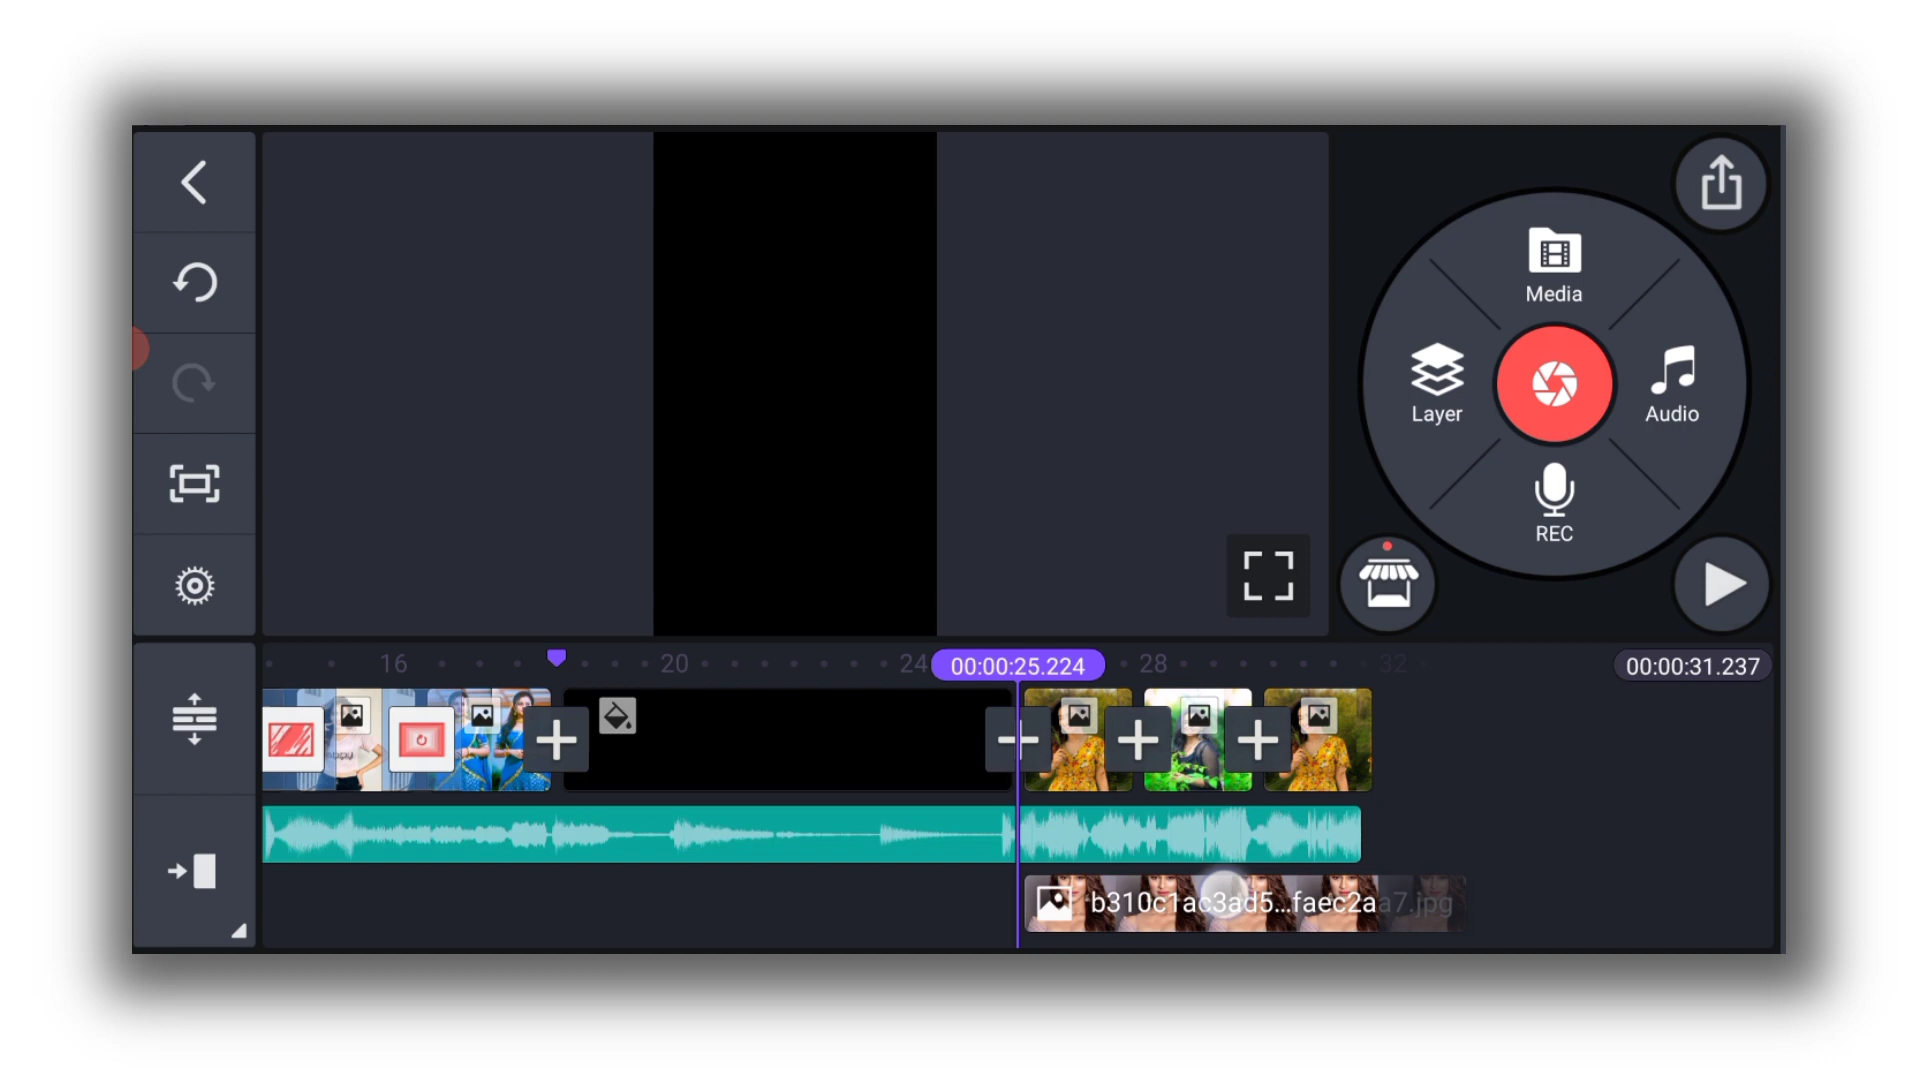 Media
Layer
Audio
REC
16
20
24
00:00:25.224
28
32
00:00:31.237
b310c1ac3ad5...faec2aa7.jpg